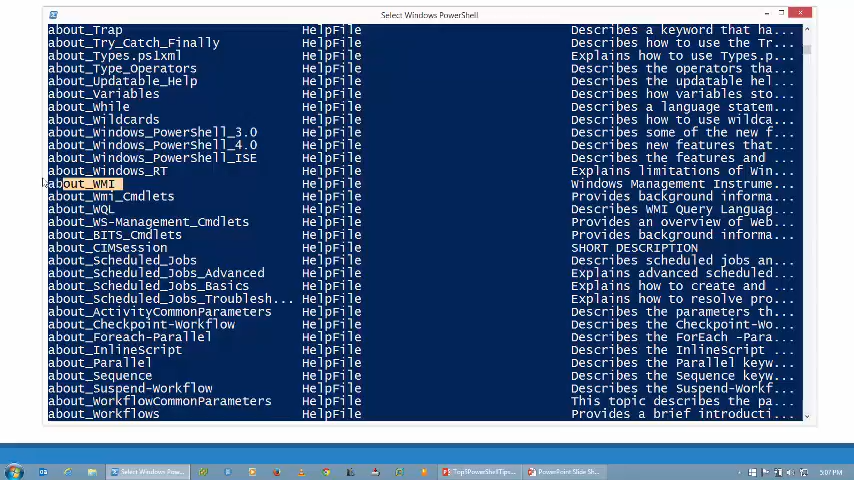 Select Windows PowerShell
about_Trap HelpFile Describes a keyword that ha...
about_Try_Catch_Finally HelpFile Describes how to use the Tr...
about_Types.ps1xml HelpFile Explains how to use Types.p...
about_Type_Operators HelpFile Describes the operators tha...
about_Updatable_Help HelpFile Describes the updatable hel...
about_Variables HelpFile Describes how variables sto...
about_While HelpFile Describes a language statem...
about_Wildcards HelpFile Describes how to use wildca...
about_Windows_PowerShell_3.0 HelpFile Describes some of the new f...
about_Windows_PowerShell_4.0 HelpFile Describes new features that...
about_Windows_PowerShell_ISE HelpFile Describes the features and ...
about_Windows_RT HelpFile Explains limitations of Win...
about_WMI HelpFile Windows Management Instrume...
about_Wmi_Cmdlets HelpFile Provides background informa...
about_WQL HelpFile Describes WMI Query Languag...
about_WS-Management_Cmdlets HelpFile Provides an overview of Web...
about_BITS_Cmdlets HelpFile Provides background informa...
about_CIMSession HelpFile SHORT DESCRIPTION
about_Scheduled_Jobs HelpFile Describes scheduled jobs an...
about_Scheduled_Jobs_Advanced HelpFile Explains advanced scheduled...
about_Scheduled_Jobs_Basics HelpFile Explains how to create and ...
about_Scheduled_Jobs_Troublesh... HelpFile Explains how to resolve pro...
about_ActivityCommonParameters HelpFile Describes the parameters th...
about_Checkpoint-Workflow HelpFile Describes the Checkpoint-Wo...
about_Foreach-Parallel HelpFile Describes the ForEach -Para...
about_InlineScript HelpFile Describes the InlineScript ...
about_Parallel HelpFile Describes the Parallel keyw...
about_Sequence HelpFile Describes the Sequence keyw...
about_Suspend-Workflow HelpFile Describes the Suspend-Workf...
about_WorkflowCommonParameters HelpFile This topic describes the pa...
about_Workflows HelpFile Provides a brief introducti...
Select Windows Pow... Top9PowerShellTips... PowerPoint Slide Sh... 5:07 PM